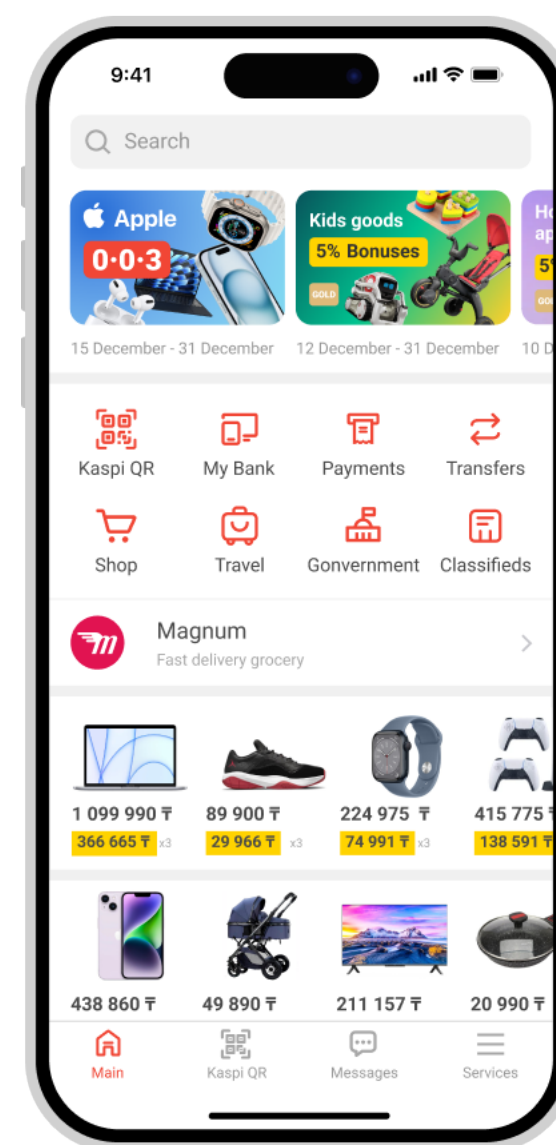 9:41
Search
Apple
0·0·3
Kids goods
5% Bonuses
GOLD
15 December - 31 December
12 December - 31 December
Kaspi QR
My Bank
Payments
Transfers
Shop
Travel
Gonvernment
Classifieds
m
Magnum
Fast delivery grocery
1 099 990 ₸
89 900 ₸
224 975 ₸
415 775 ₸
366 665 ₸ x3
29 966 ₸ x3
74 991 ₸ x3
138 591 ₸
438 860 ₸
49 890 ₸
211 157 ₸
20 990 ₸
Main
Kaspi QR
Messages
Services